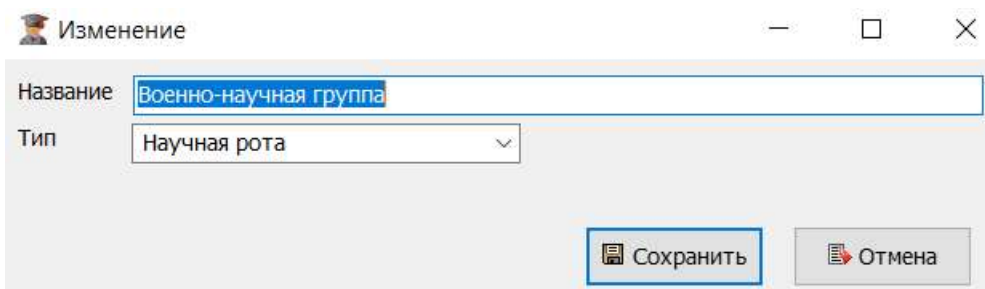 Изменение
Название Военно-научная группа
Тип Научная рота
Сохранить Отмена